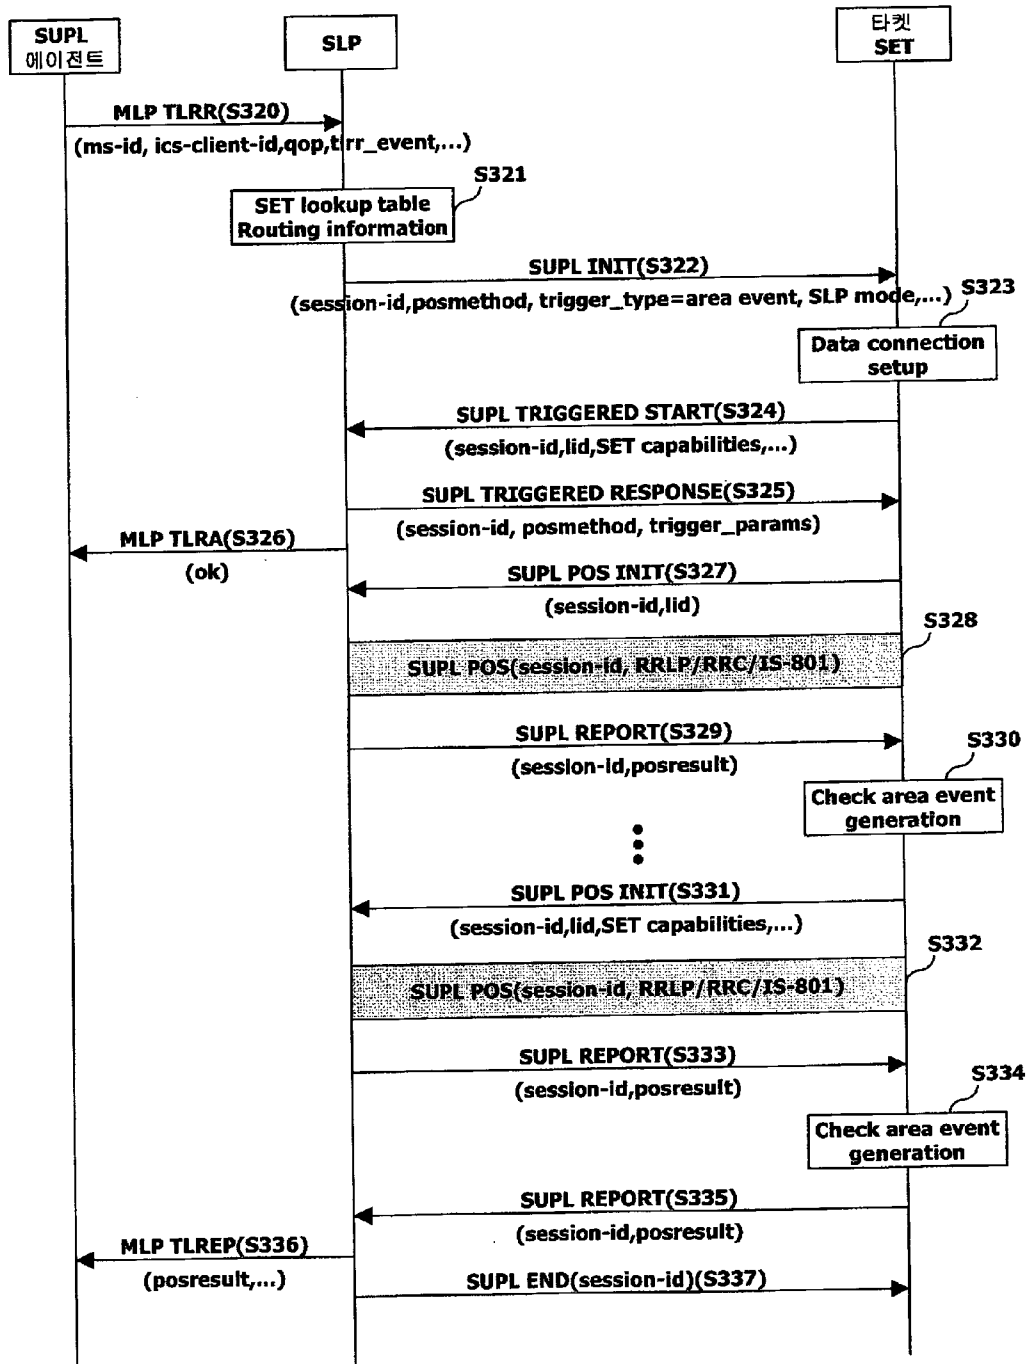 SUPL
에이전트
SLP
타켓
SET
MLP TLRR(S320)
(ms-id, ics-client-id,qop,tlrr_event,...)
S321
SET lookup table
Routing information
SUPL INIT(S322)
(session-id,posmethod, trigger_type=area event, SLP mode,...)
S323
Data connection
setup
SUPL TRIGGERED START(S324)
(session-id,lid,SET capabilities,...)
SUPL TRIGGERED RESPONSE(S325)
(session-id, posmethod, trigger_params)
MLP TLRA(S326)
(ok)
SUPL POS INIT(S327)
(session-id,lid)
S328
SUPL POS(session-id, RRLP/RRC/IS-801)
SUPL REPORT(S329)
(session-id,posresult)
S330
Check area event
generation
SUPL POS INIT(S331)
(session-id,lid,SET capabilities,...)
S332
SUPL POS(session-id, RRLP/RRC/IS-801)
SUPL REPORT(S333)
(session-id,posresult)
S334
Check area event
generation
SUPL REPORT(S335)
(session-id,posresult)
MLP TLREP(S336)
(posresult,...)
SUPL END(session-id)(S337)